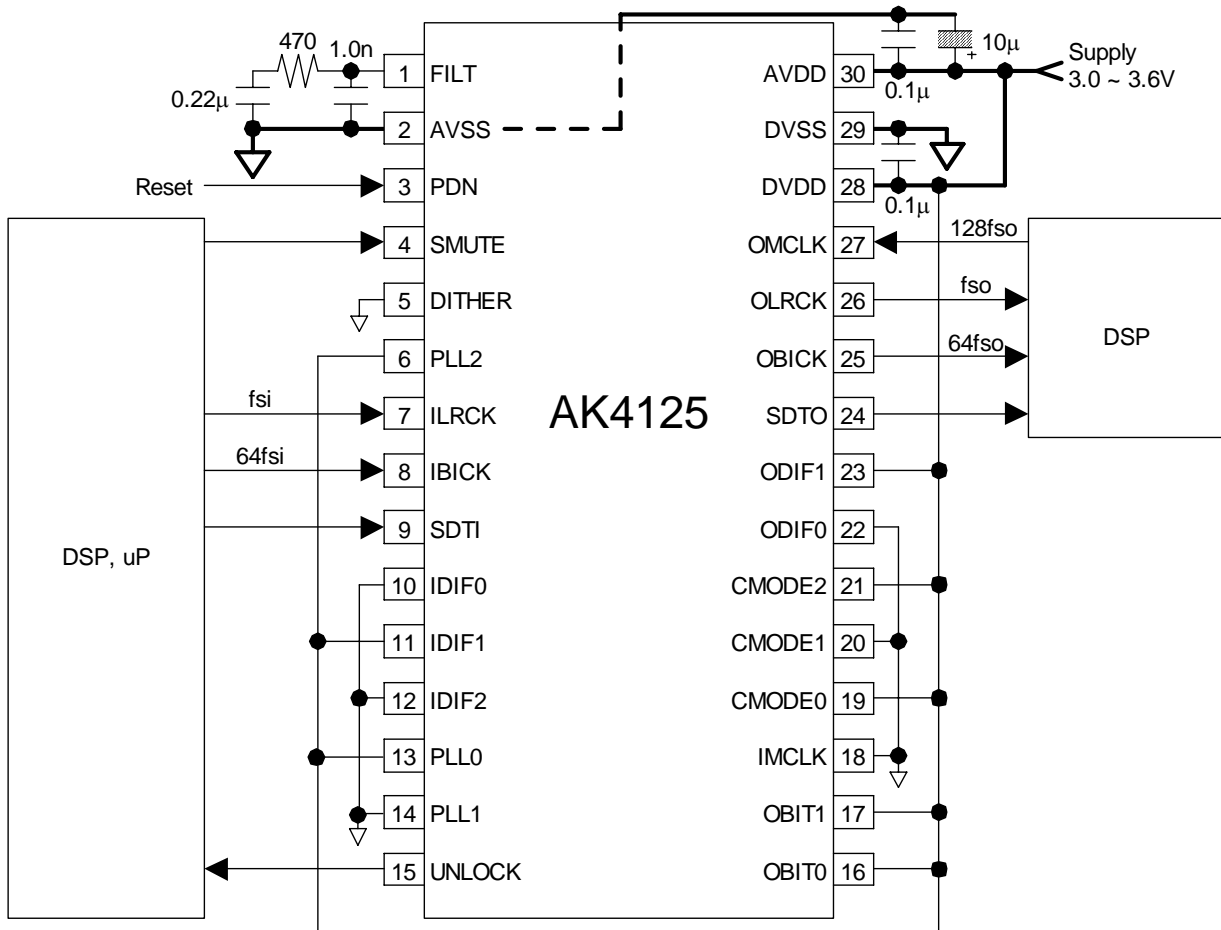 470
1.0n
0.22μ
10μ
+
Supply
3.0 ~ 3.6V
0.1μ
0.1μ
Reset
1 FILT
2 AVSS
3 PDN
4 SMUTE
5 DITHER
6 PLL2
7 ILRCK
8 IBICK
9 SDTI
10 IDIF0
11 IDIF1
12 IDIF2
13 PLL0
14 PLL1
15 UNLOCK
AK4125
AVDD 30
DVSS 29
DVDD 28
OMCLK 27
OLRCK 26
OBICK 25
SDTO 24
ODIF1 23
ODIF0 22
CMODE2 21
CMODE1 20
CMODE0 19
IMCLK 18
OBIT1 17
OBIT0 16
fsi
64fsi
DSP, uP
128fso
fso
64fso
DSP